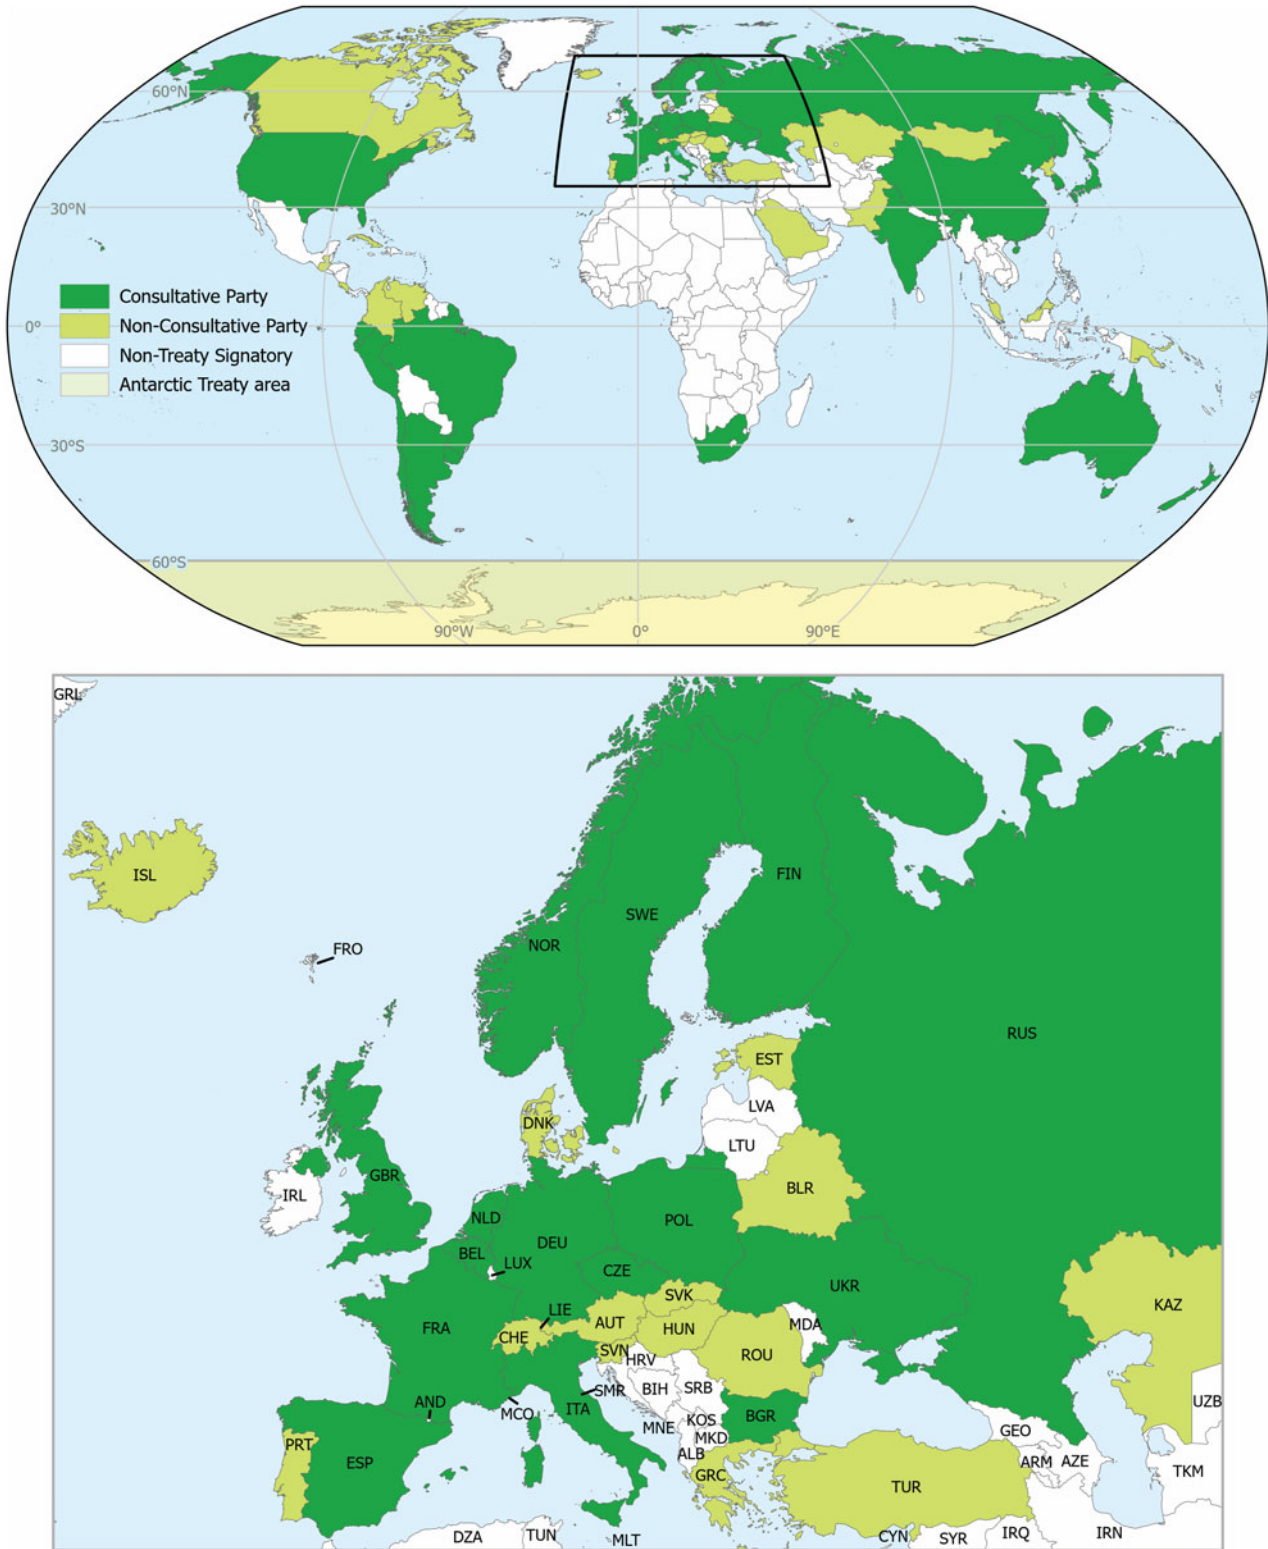 60°N
30°N
Consultative Party
Non-Consultative Party
0°
Non-Treaty Signatory
Antarctic Treaty area
30°S
60°S
90°W
0°
90°E
GRL
ISL
FIN
SWE
NOR
FRO
RUS
EST
LVA
DNK
LTU
GBR
BLR
IRL
NLD
POL
DEU
BEL
LUX
CZE
UKR
SVK
KAZ
LIE
AUT
MDA
FRA
HUN
CHE
SVN
ROU
HRV
BIH
SRB
SMR
AND
UZB
ITA
MCO
KOS
BGR
MNE
GEO
MKD
PRT
ALB
ESP
ARM
AZE
GRC
TKM
TUR
DZA
TUN
MLT
CYN
SYR
IRQ
IRN